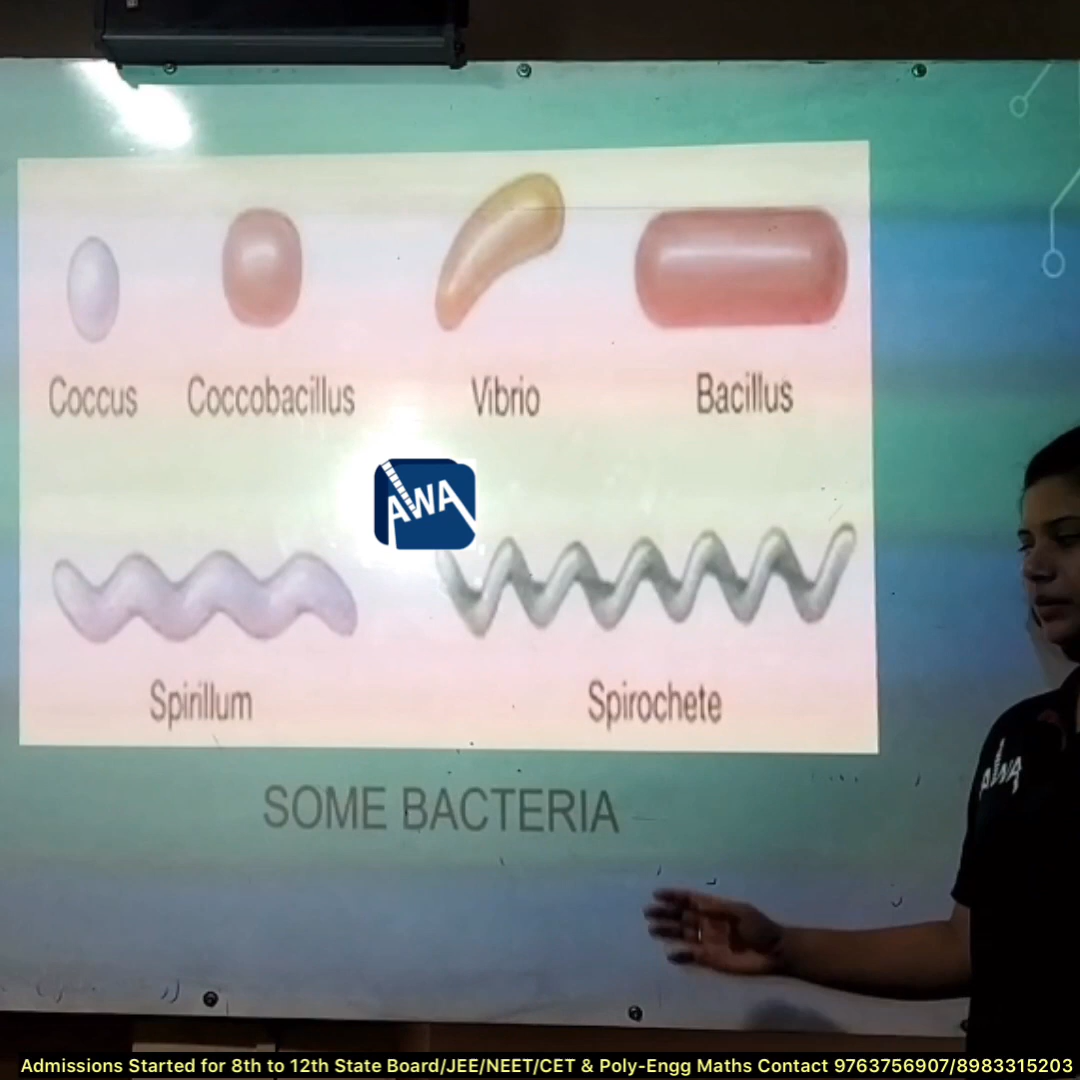 Coccus Coccobacillus Vibrio Bacillus
AWA
Spirillum Spirochete
SOME BACTERIA
AWA
Admissions Started for 8th to 12th State Board/JEE/NEET/CET & Poly-Engg Maths Contact 9763756907/8983315203